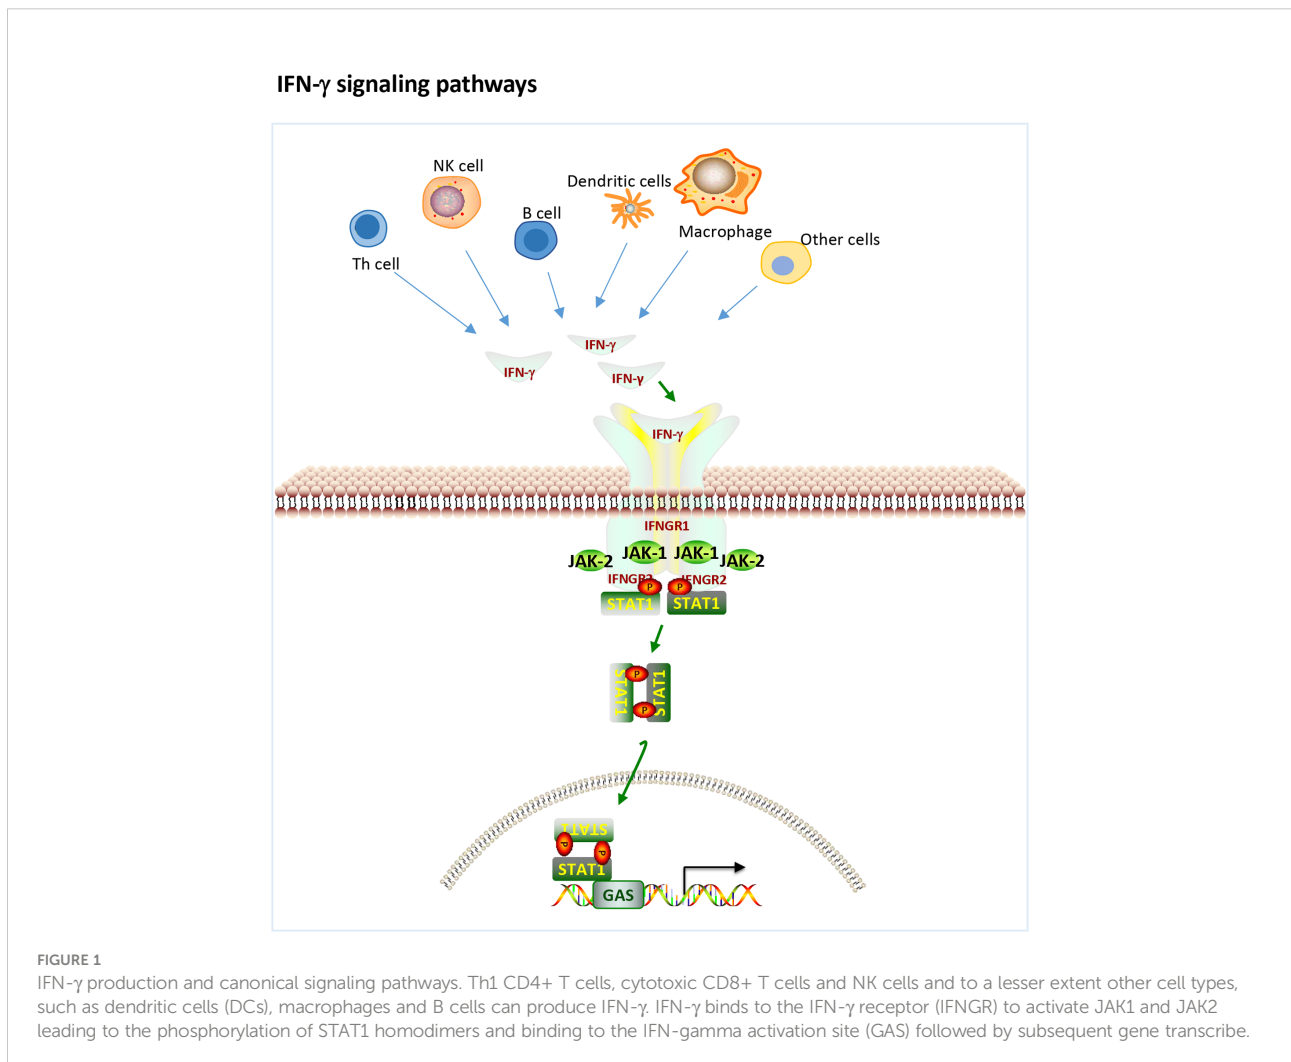 IFN-γ signaling pathways
NK cell
Dendritic cells
B cell
Macrophage
Other cells
Th cell
IFN-γ
IFN-γ
IFN-γ
IFN-γ
IFNGR1
JAK-2
JAK-1
JAK-1
JAK-2
IFNGR2
IFNGR2
P
P
STAT1
STAT1
P
STAT1
STAT1
P
STAT1
P
P
STAT1
GAS
FIGURE 1
IFN-γ production and canonical signaling pathways. Th1 CD4+ T cells, cytotoxic CD8+ T cells and NK cells and to a lesser extent other cell types,
such as dendritic cells (DCs), macrophages and B cells can produce IFN-γ. IFN-γ binds to the IFN-γ receptor (IFNGR) to activate JAK1 and JAK2
leading to the phosphorylation of STAT1 homodimers and binding to the IFN-gamma activation site (GAS) followed by subsequent gene transcribe.